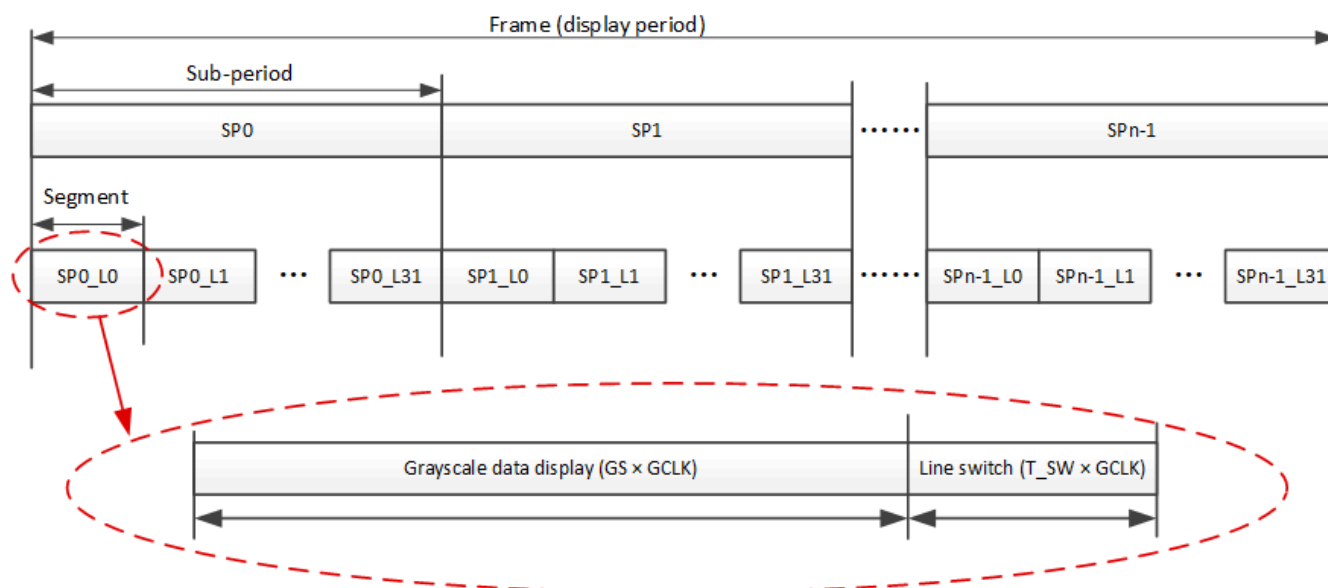 Frame (display period)
Sub-period
SP0 SP1 ...... SPn-1
Segment
SP0_L0 SP0_L1 ... SP0_L31 SP1_L0 SP1_L1 ... SP1_L31 ...... SPn-1_L0 SPn-1_L1 ... SPn-1_L31
Grayscale data display (GS × GCLK) Line switch (T_SW × GCLK)